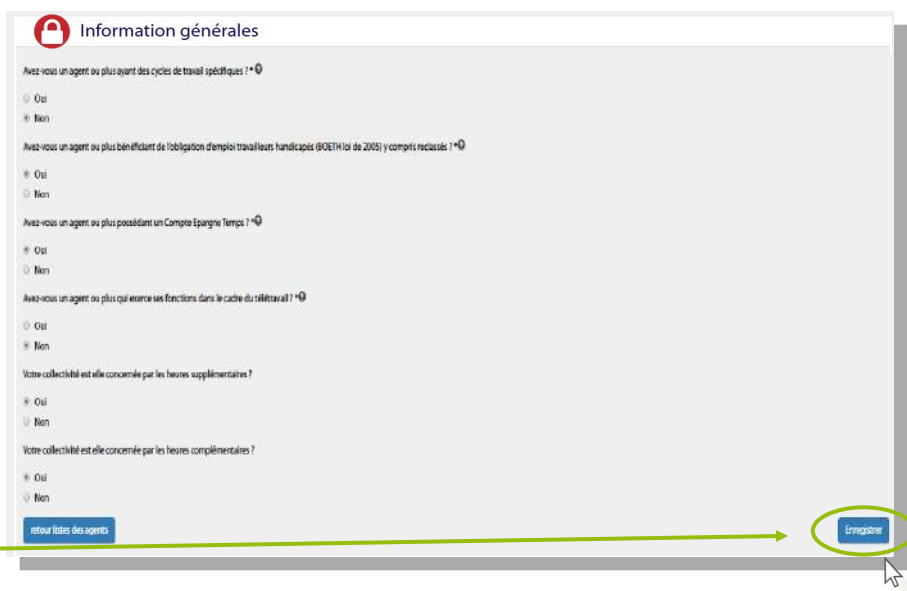 Information générales
Avez-vous un agent ou plus ayant des cycles de travail spécifiques ? *
Oui
Non
Avez-vous un agent ou plus bénéficiant de l'obligation d'emploi travailleurs handicapés (BOETH loi de 2005) y compris reclassés ? *
Oui
Non
Avez-vous un agent ou plus possédant un Compte Epargne Temps ? *
Oui
Non
Avez-vous un agent ou plus qui exerce ses fonctions dans le cadre du télétravail ? *
Oui
Non
Votre collectivité est elle concernée par les heures supplémentaires ?
Oui
Non
Votre collectivité est elle concernée par les heures complémentaires ?
Oui
Non
retour listes des agents
Enregistrer